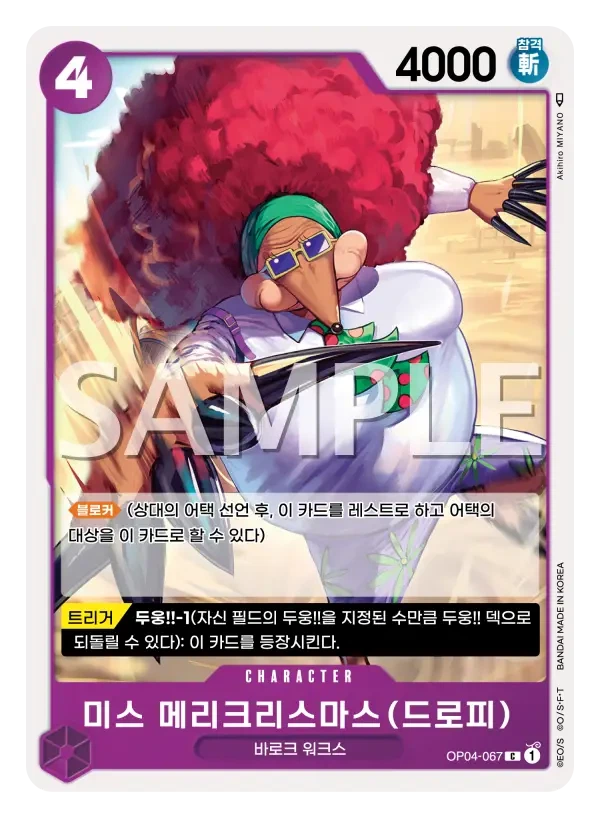 4
4000
참격
斬
Akihiro MIYANO
SAMPLE
블로커 (상대의 어택 선언 후, 이 카드를 레스트로 하고 어택의
대상을 이 카드로 할 수 있다)
트리거 두웅!!-1(자신 필드의 두웅!!을 지정된 수만큼 두웅!! 덱으로
되돌릴 수 있다): 이 카드를 등장시킨다.
CHARACTER
미스 메리크리스마스(드로피)
바로크 워크스
OP04-067 C 1
©EO/S ©O/S·F·T BANDAI MADE IN KOREA